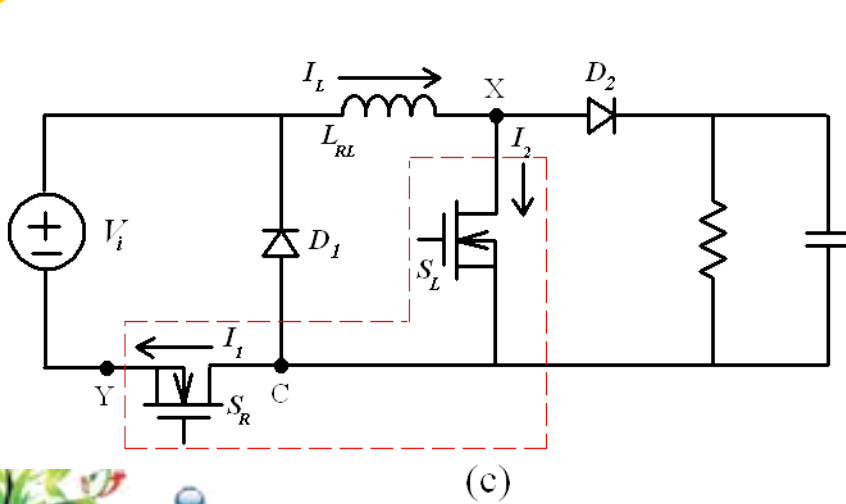 I_L
X
D_2
L_RL
I_2
+
−
V_i
D_1
S_L
I_1
Y
C
S_R
(c)